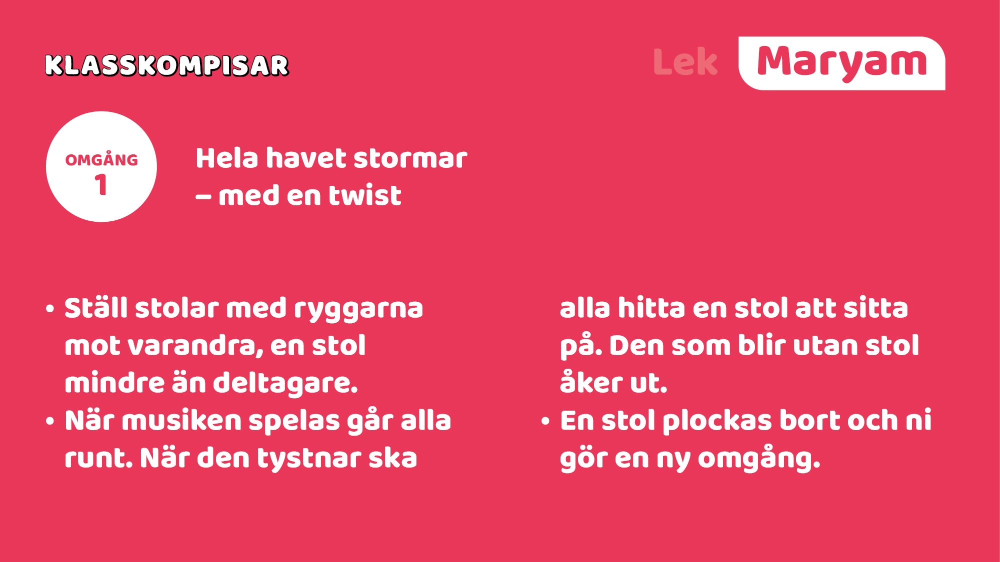 KLASSKOMPISAR
Lek Maryam
OMGÅNG
1
Hela havet stormar
– med en twist
• Ställ stolar med ryggarna
mot varandra, en stol
mindre än deltagare.
• När musiken spelas går alla
runt. När den tystnar ska
alla hitta en stol att sitta
på. Den som blir utan stol
åker ut.
• En stol plockas bort och ni
gör en ny omgång.